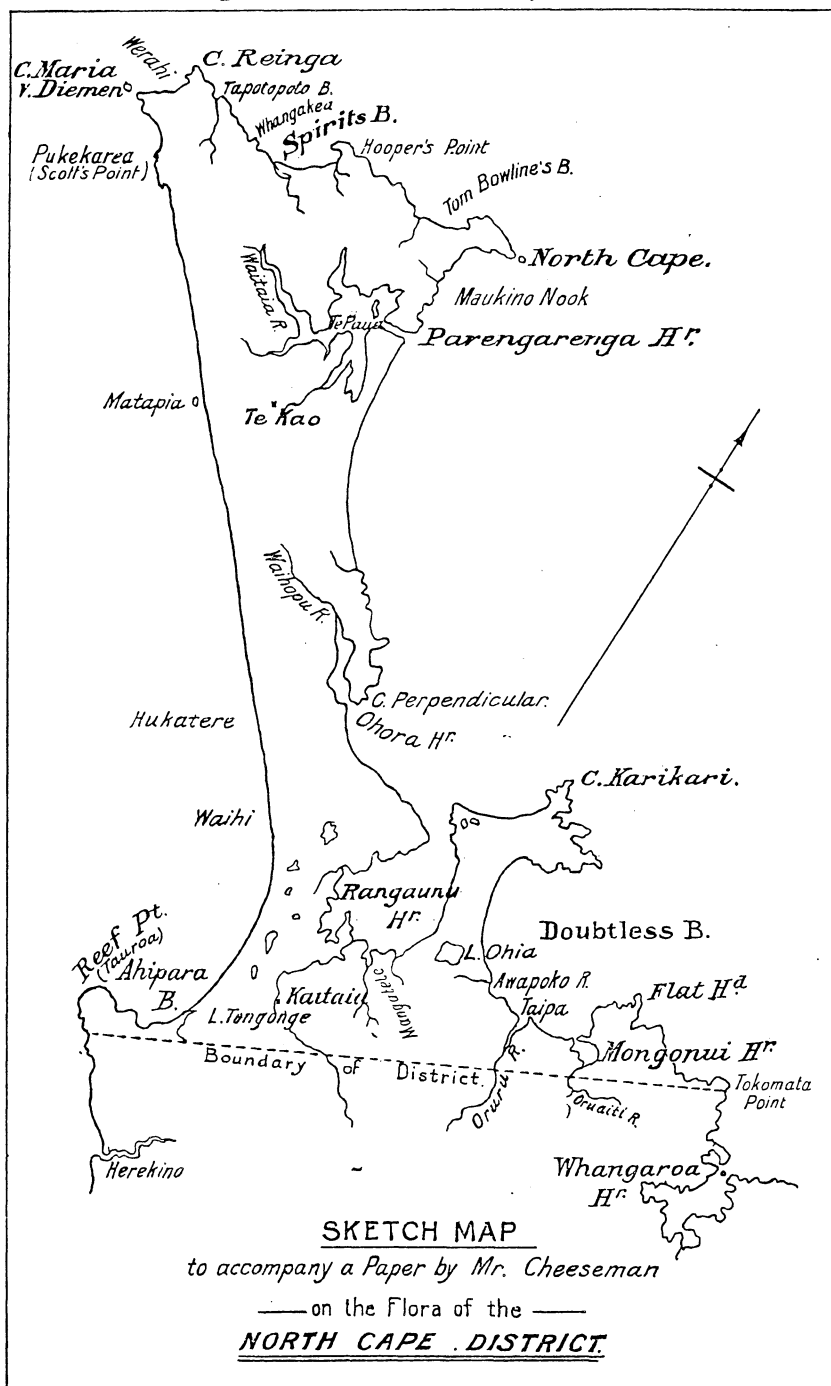 Werahi.
C. Reinga
C. Maria
V. Diemen
Tapotopoto B.
Whangakea
Spirits B.
Hooper's Point
Pukekarea
(Scott's Point)
Tom Bowline's B.
North Cape.
Waitaia R.
Maukino Nook
Te Paua
Parengarenga Hr.
Matapia
Te Kao
Waihopu R.
C. Perpendicular.
Ohora Hr.
Hukatere
C. Karikari.
Waihi
Rangaunu
Hr.
Reef Pt.
(Tauroa)
Ahipara
B.
Doubtless B.
L. Ohia
Awapoko R.
Flat Hd
Kaitaia
Mangatete
Taipa
L. Tongonge
Mongonui Hr.
Boundary of District.
Oruru R.
Oruaiti R.
Tokomata
Point
Herekino
Whangaroa
Hr.
SKETCH MAP
to accompany a Paper by Mr. Cheeseman
on the Flora of the
NORTH CAPE . DISTRICT.